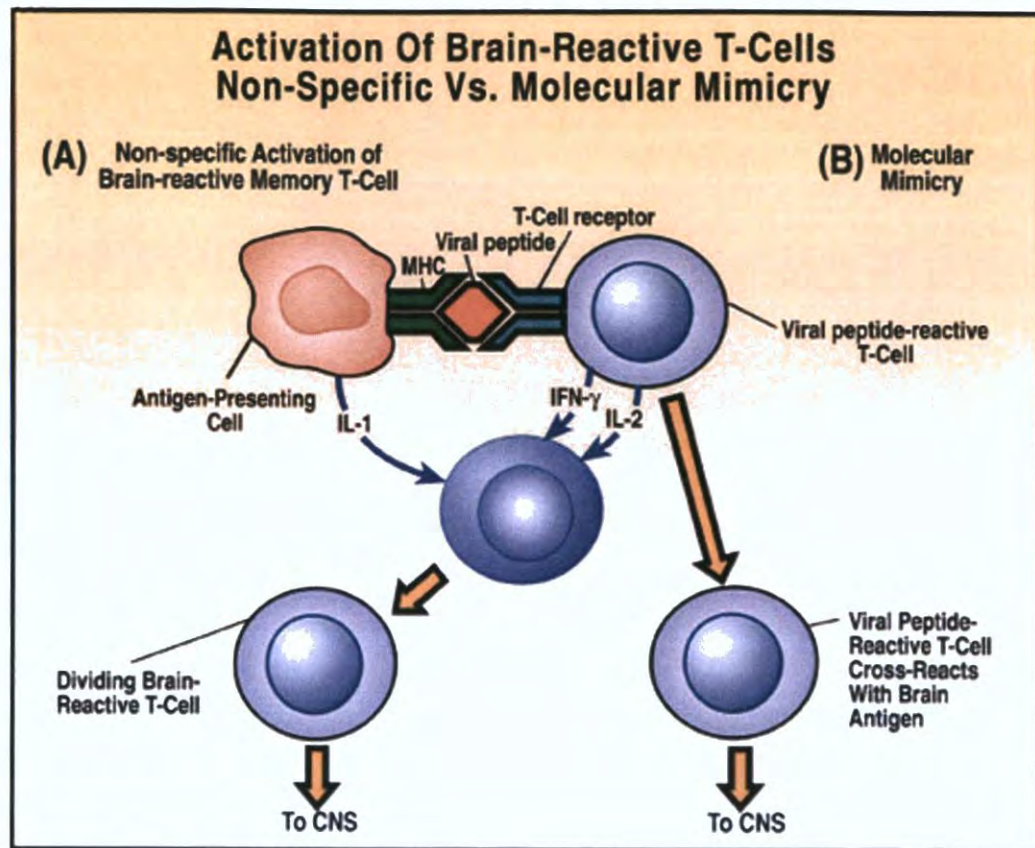 Activation Of Brain-Reactive T-Cells
Non-Specific Vs. Molecular Mimicry
(A) Non-specific Activation of
Brain-reactive Memory T-Cell
(B) Molecular
Mimicry
T-Cell receptor
Viral peptide
MHC
Viral peptide-reactive
T-Cell
Antigen-Presenting
Cell
IL-1
IFN-γ
IL-2
Dividing Brain-
Reactive T-Cell
Viral Peptide-
Reactive T-Cell
Cross-Reacts
With Brain
Antigen
To CNS
To CNS